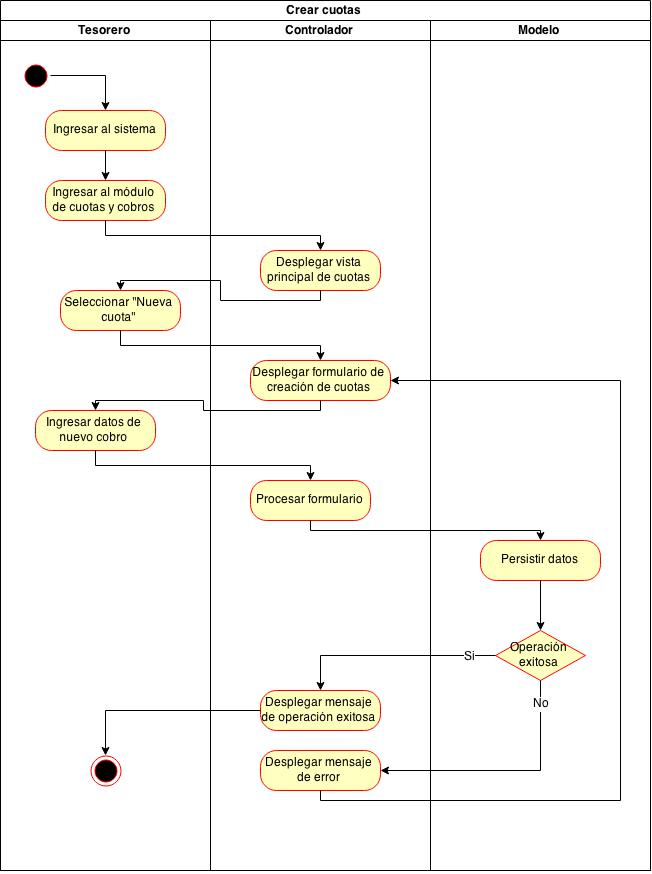 Crear cuotas
Tesorero
Controlador
Modelo
Ingresar al sistema
Ingresar al módulo
de cuotas y cobros
Desplegar vista
principal de cuotas
Seleccionar "Nueva
cuota"
Desplegar formulario de
creación de cuotas
Ingresar datos de
nuevo cobro
Procesar formulario
Persistir datos
Operación
exitosa
Si
No
Desplegar mensaje
de operación exitosa
Desplegar mensaje
de error